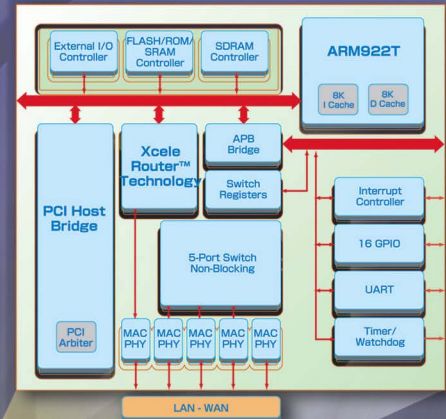 External I/O
Controller
FLASH/ROM/
SRAM
Controller
SDRAM
Controller
ARM922T
8K
I Cache
8K
D Cache
PCI Host
Bridge
PCI
Arbiter
Xcele
Router™
Technology
APB
Bridge
Switch
Registers
5-Port Switch
Non-Blocking
Interrupt
Controller
16 GPIO
UART
Timer/
Watchdog
MAC
PHY
MAC
PHY
MAC
PHY
MAC
PHY
MAC
PHY
LAN - WAN